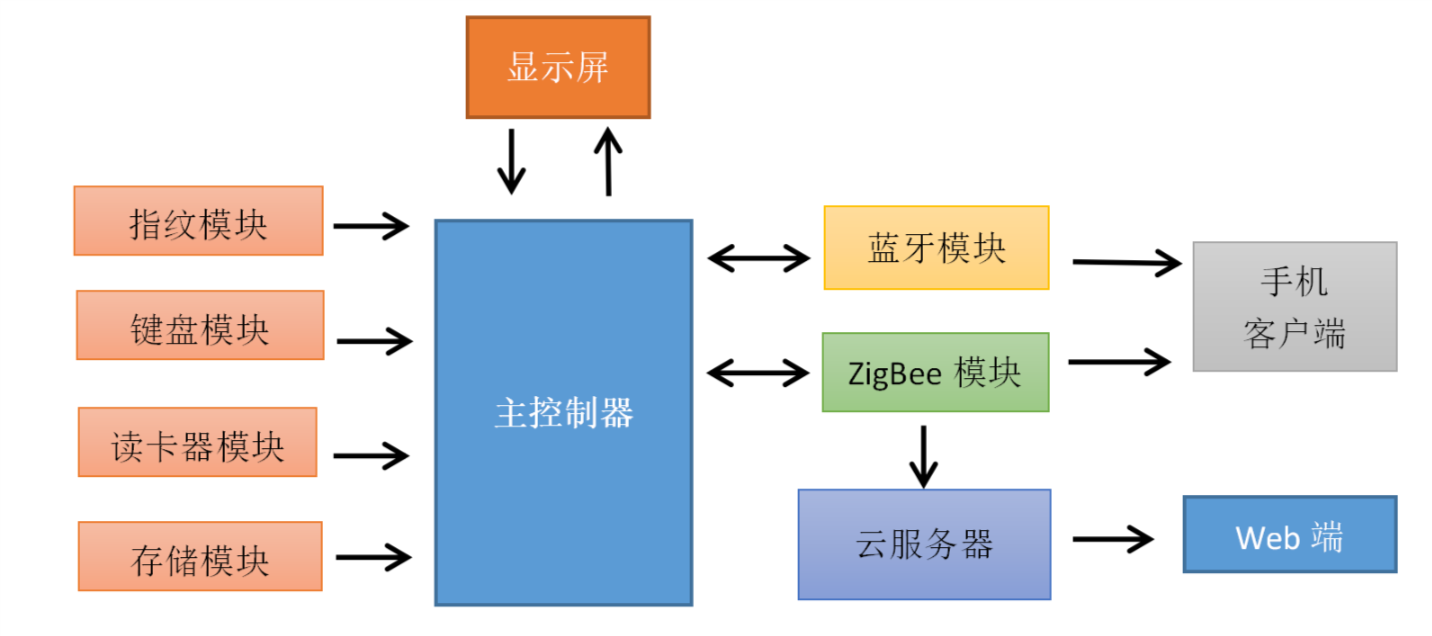 显示屏
指纹模块
键盘模块
读卡器模块
存储模块
主控制器
蓝牙模块
ZigBee 模块
云服务器
手机
客户端
Web 端